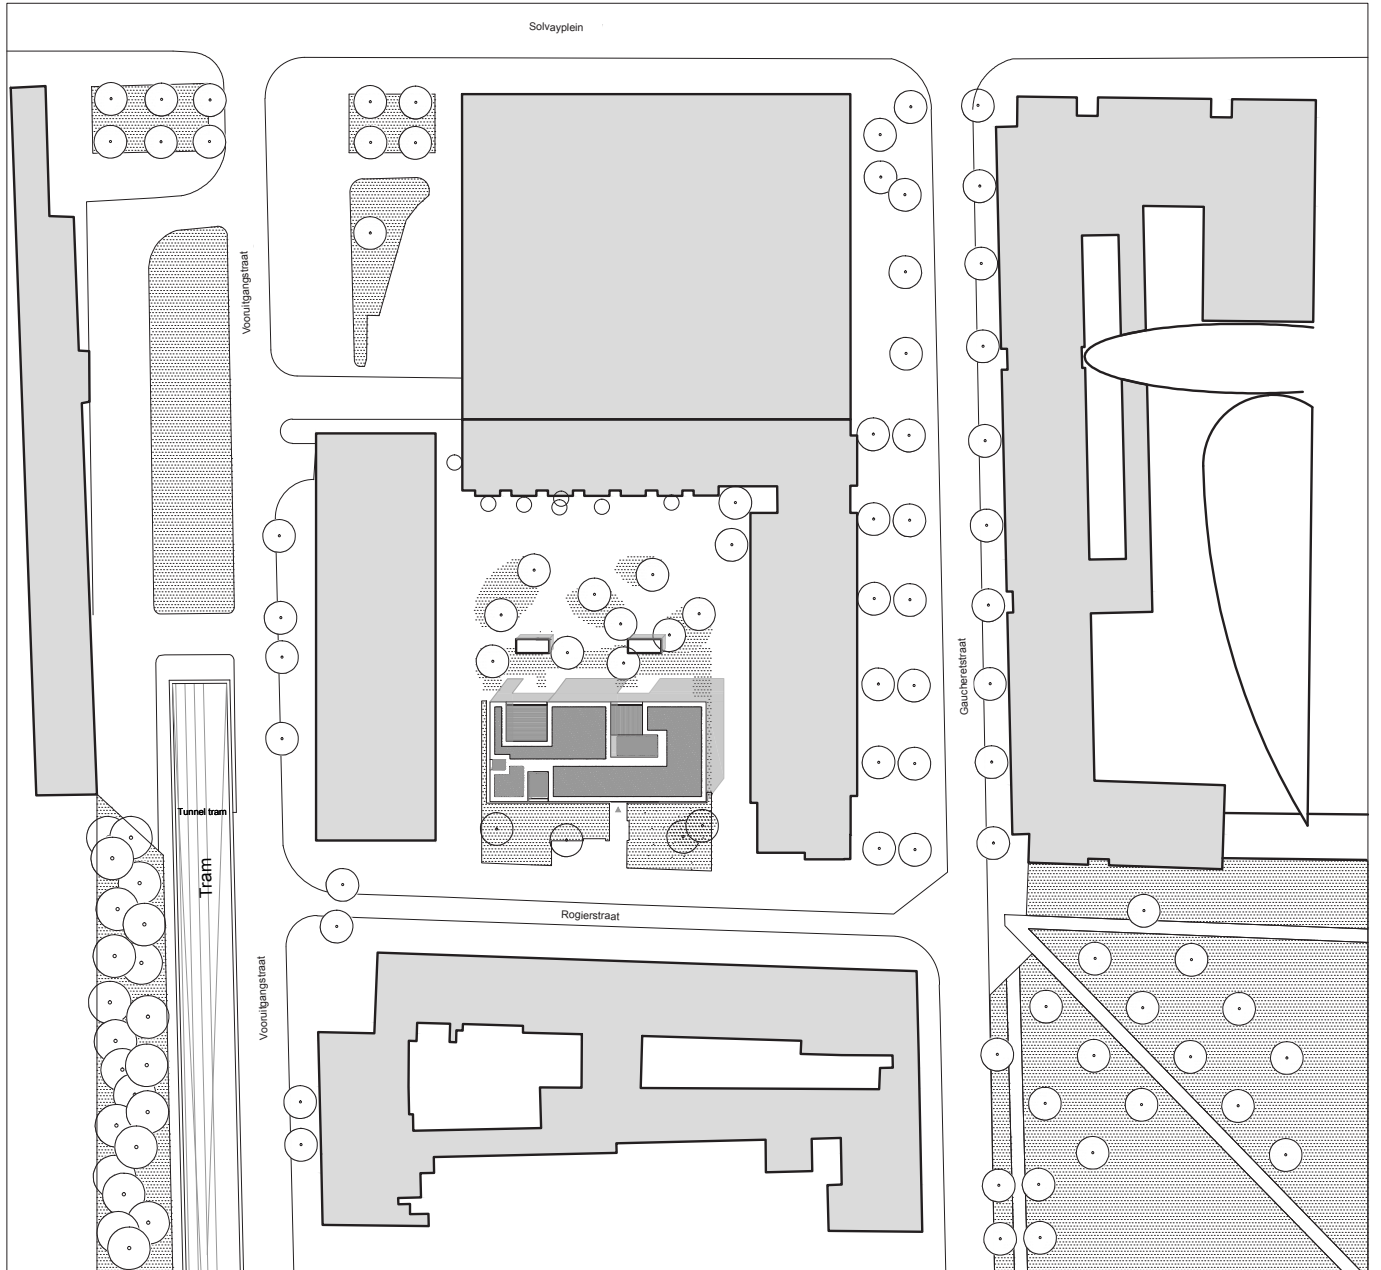 Solvayplein
Vooruitgangstraat
Gaucheretstraat
Tunnel tram
Tram
Rogierstraat
Vooruitgangstraat